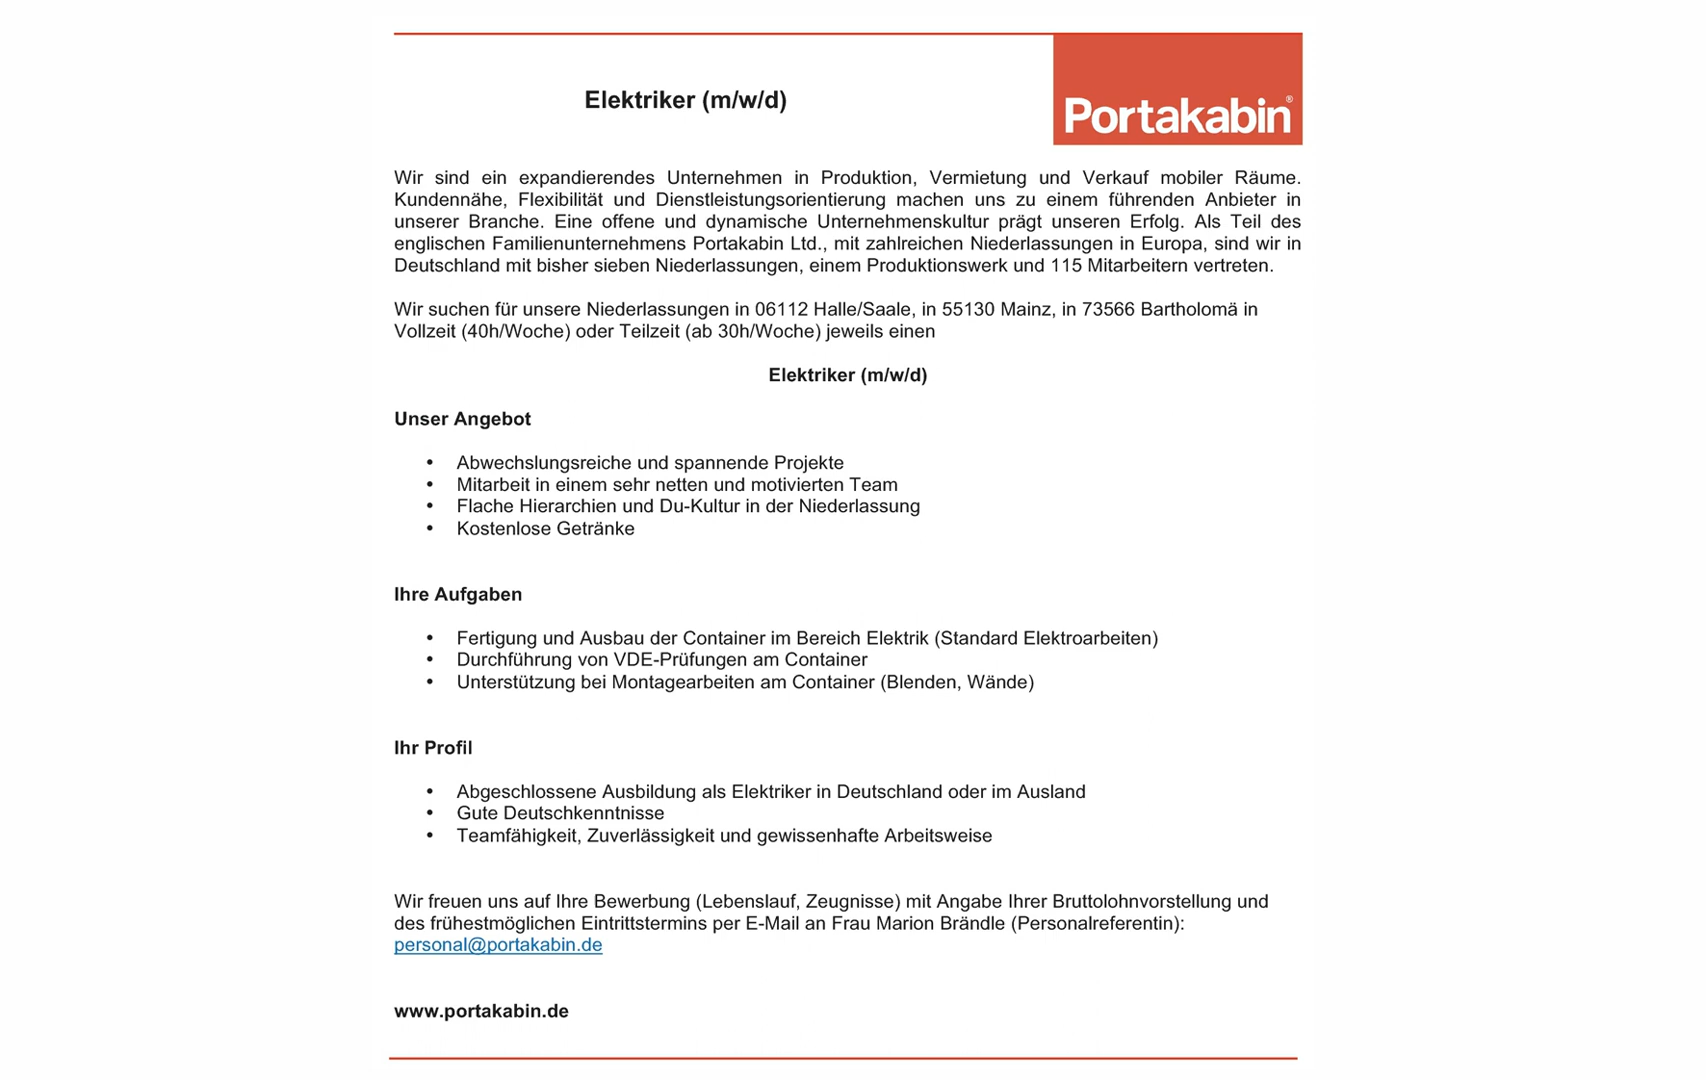 Elektriker (m/w/d)
Portakabin®
Wir sind ein expandierendes Unternehmen in Produktion, Vermietung und Verkauf mobiler Räume.
Kundennähe, Flexibilität und Dienstleistungsorientierung machen uns zu einem führenden Anbieter in
unserer Branche. Eine offene und dynamische Unternehmenskultur prägt unseren Erfolg. Als Teil des
englischen Familienunternehmens Portakabin Ltd., mit zahlreichen Niederlassungen in Europa, sind wir in
Deutschland mit bisher sieben Niederlassungen, einem Produktionswerk und 115 Mitarbeitern vertreten.
Wir suchen für unsere Niederlassungen in 06112 Halle/Saale, in 55130 Mainz, in 73566 Bartholomä in
Vollzeit (40h/Woche) oder Teilzeit (ab 30h/Woche) jeweils einen
Elektriker (m/w/d)
Unser Angebot
• Abwechslungsreiche und spannende Projekte
• Mitarbeit in einem sehr netten und motivierten Team
• Flache Hierarchien und Du-Kultur in der Niederlassung
• Kostenlose Getränke
Ihre Aufgaben
• Fertigung und Ausbau der Container im Bereich Elektrik (Standard Elektroarbeiten)
• Durchführung von VDE-Prüfungen am Container
• Unterstützung bei Montagearbeiten am Container (Blenden, Wände)
Ihr Profil
• Abgeschlossene Ausbildung als Elektriker in Deutschland oder im Ausland
• Gute Deutschkenntnisse
• Teamfähigkeit, Zuverlässigkeit und gewissenhafte Arbeitsweise
Wir freuen uns auf Ihre Bewerbung (Lebenslauf, Zeugnisse) mit Angabe Ihrer Bruttolohnvorstellung und
des frühestmöglichen Eintrittstermins per E-Mail an Frau Marion Brändle (Personalreferentin):
personal@portakabin.de
www.portakabin.de